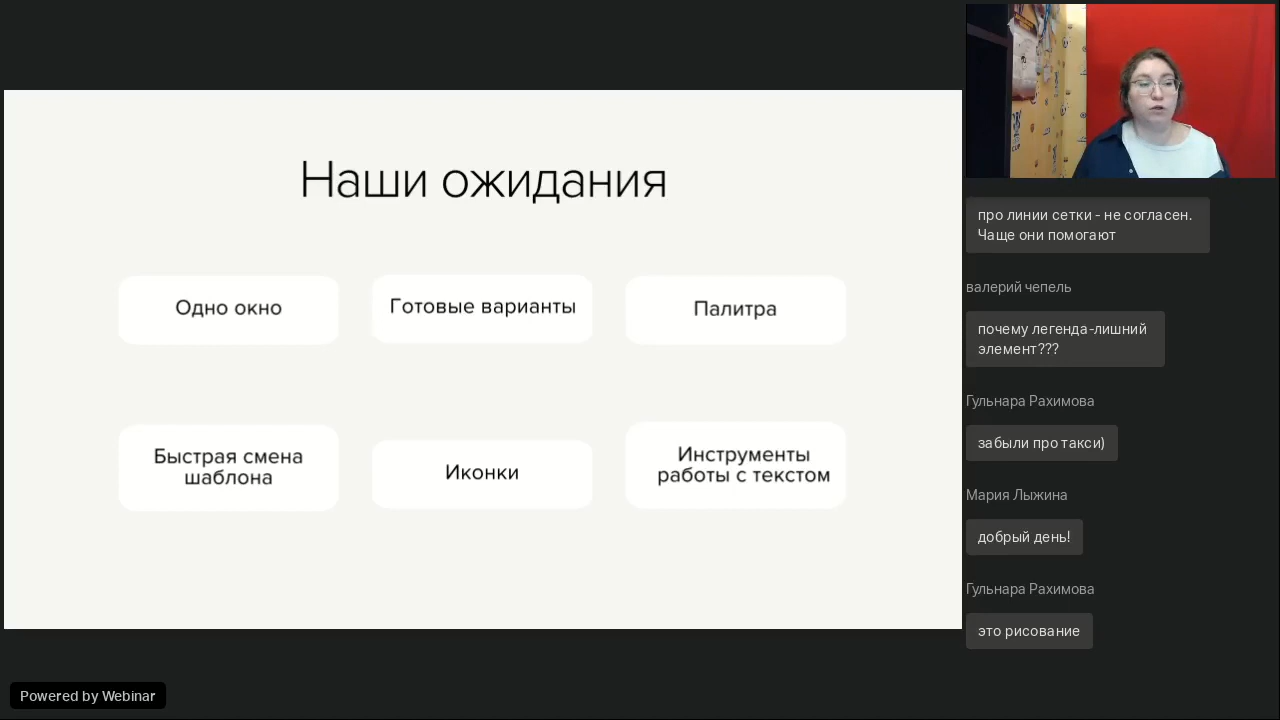 Наши ожидания
Одно окно
Готовые варианты
Палитра
Быстрая смена
шаблона
Иконки
Инструменты
работы с текстом
про линии сетки - не согласен.
Чаще они помогают
валерий чепель
почему легенда-лишний
элемент???
Гульнара Рахимова
забыли про такси)
Мария Лыжина
добрый день!
Гульнара Рахимова
это рисование
Powered by Webinar